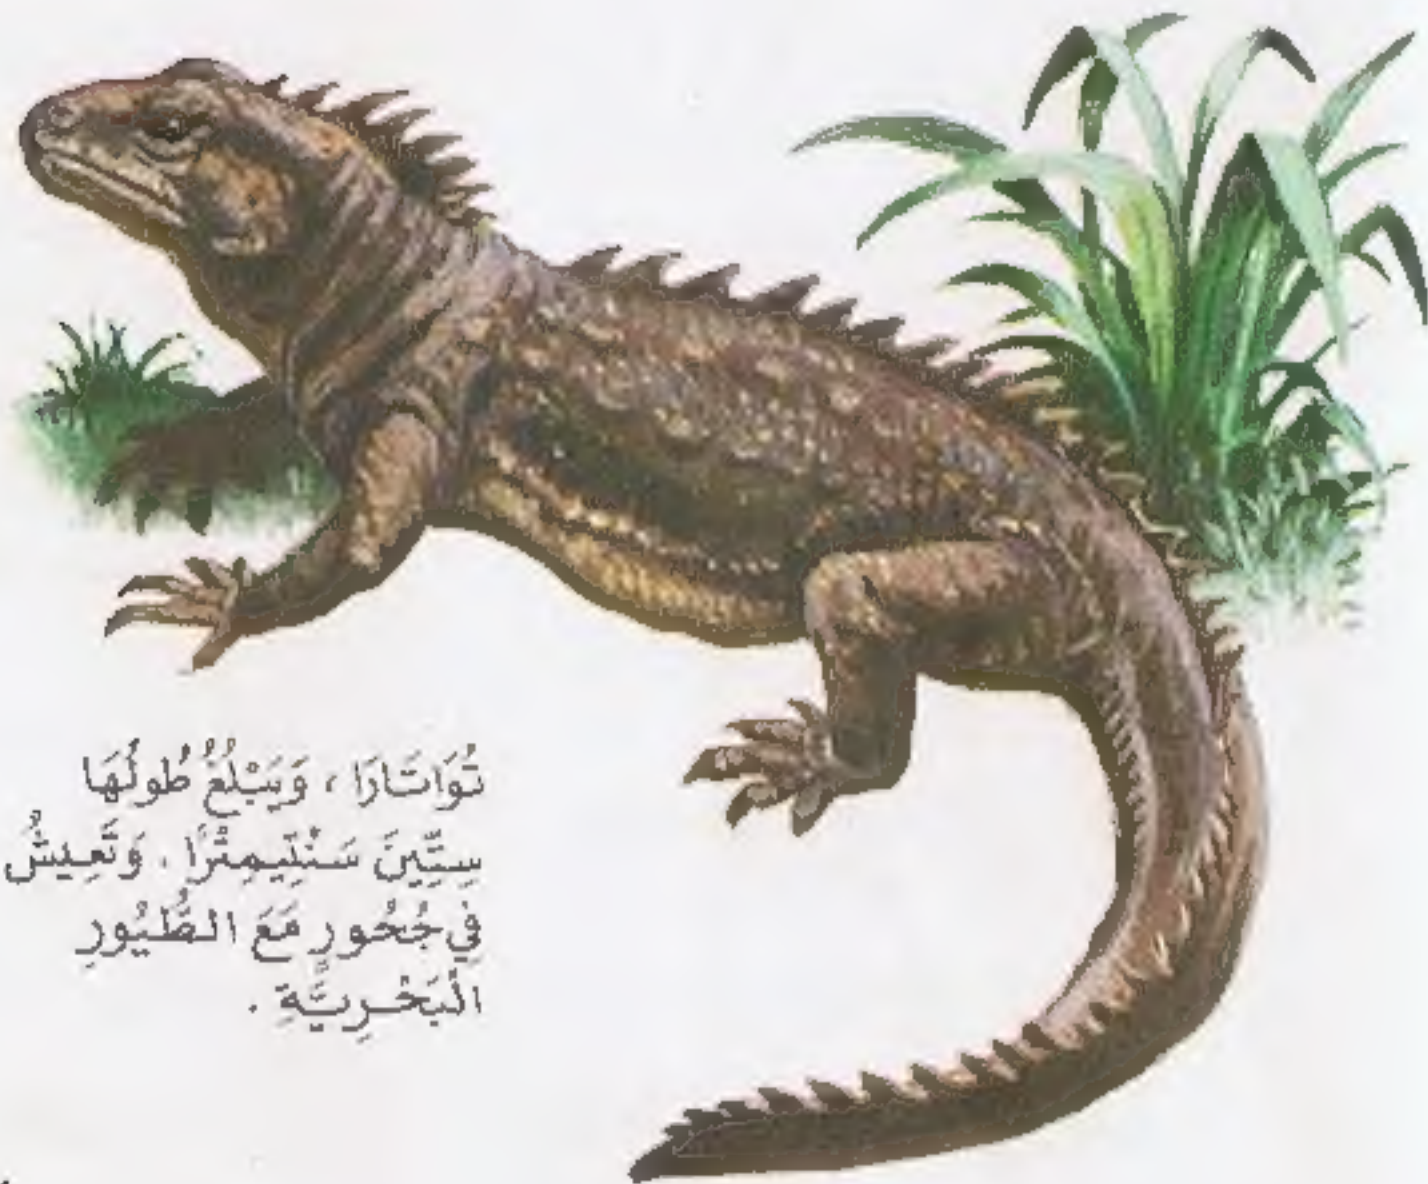 تُوَاتَارَا ، وَيَبْلُغُ طُولُهَا
سِتِّينَ سَنْتِيمِتْرًا . وَتَعِيشُ
فِي جُحُورٍ مَعَ الطُّيُورِ
الْبَحْرِيَّةِ .